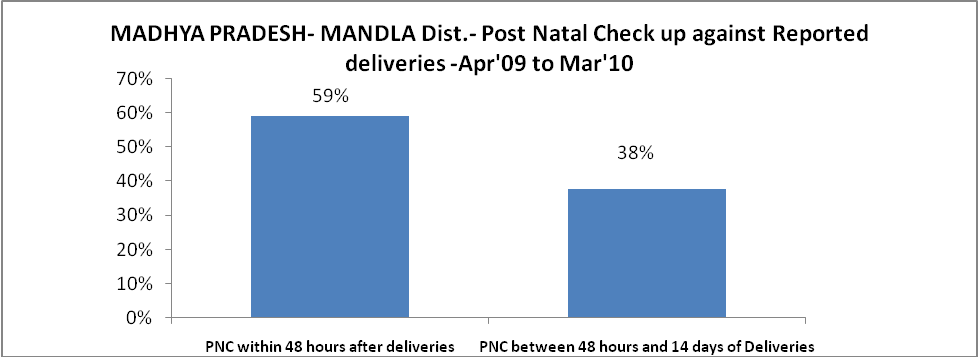 MADHYA PRADESH- MANDLA Dist.- Post Natal Check up against Reported
deliveries -Apr'09 to Mar'10
70%
60%
50%
40%
30%
20%
10%
0%
59%
38%
PNC within 48 hours after deliveries
PNC between 48 hours and 14 days of Deliveries